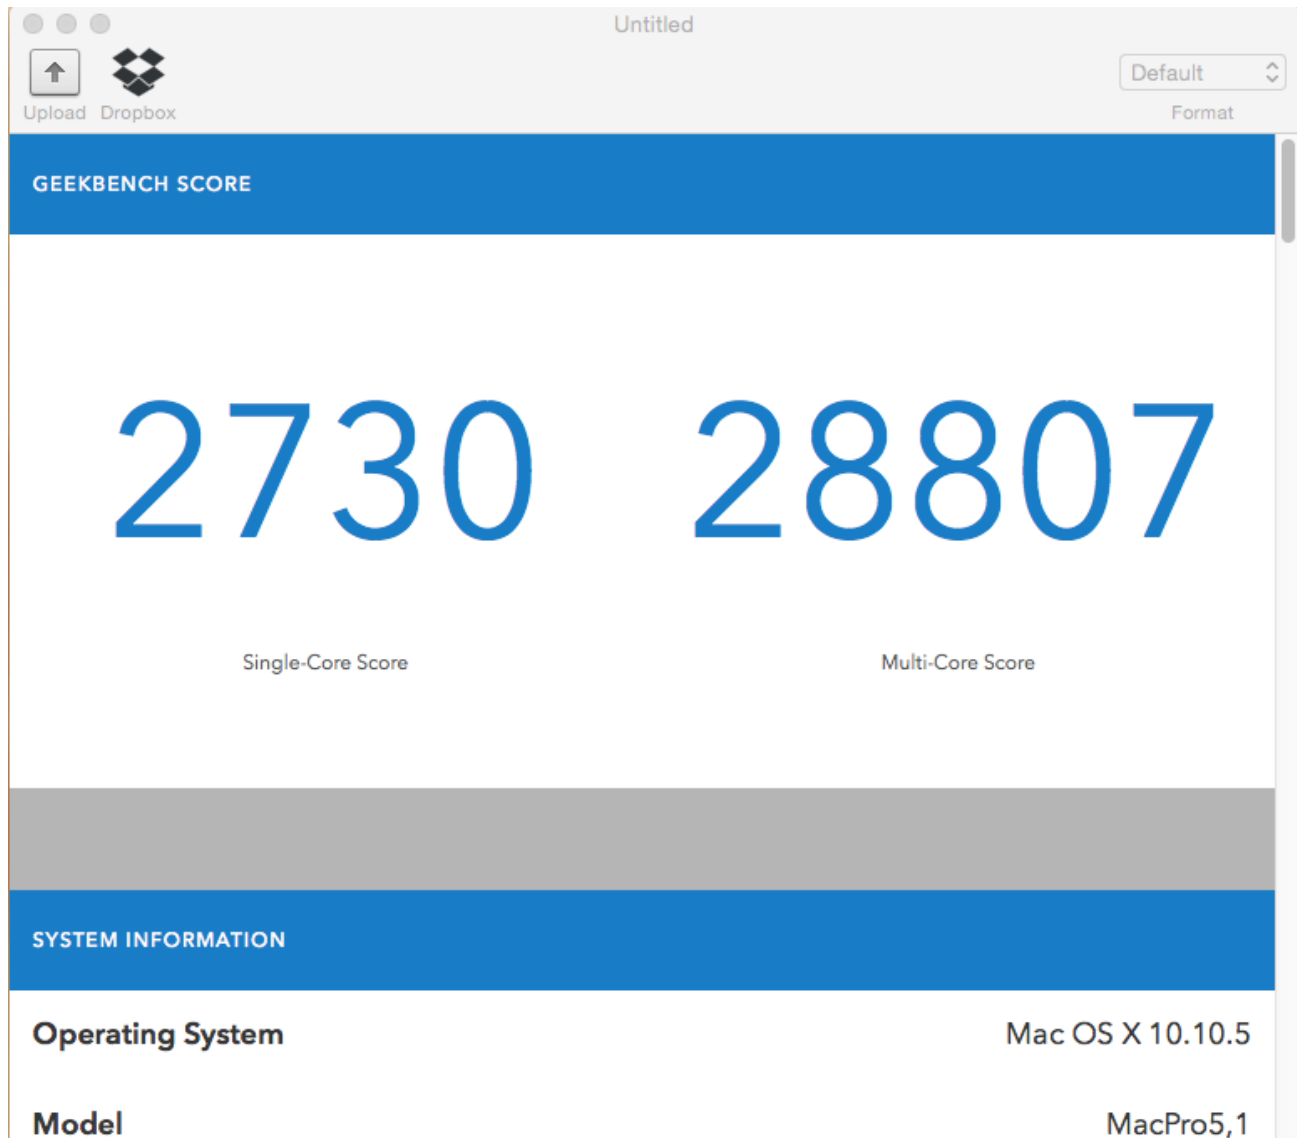 Untitled
Upload Dropbox
Default
Format
GEEKBENCH SCORE
2730 28807
Single-Core Score Multi-Core Score
SYSTEM INFORMATION
Operating System Mac OS X 10.10.5
Model MacPro5,1